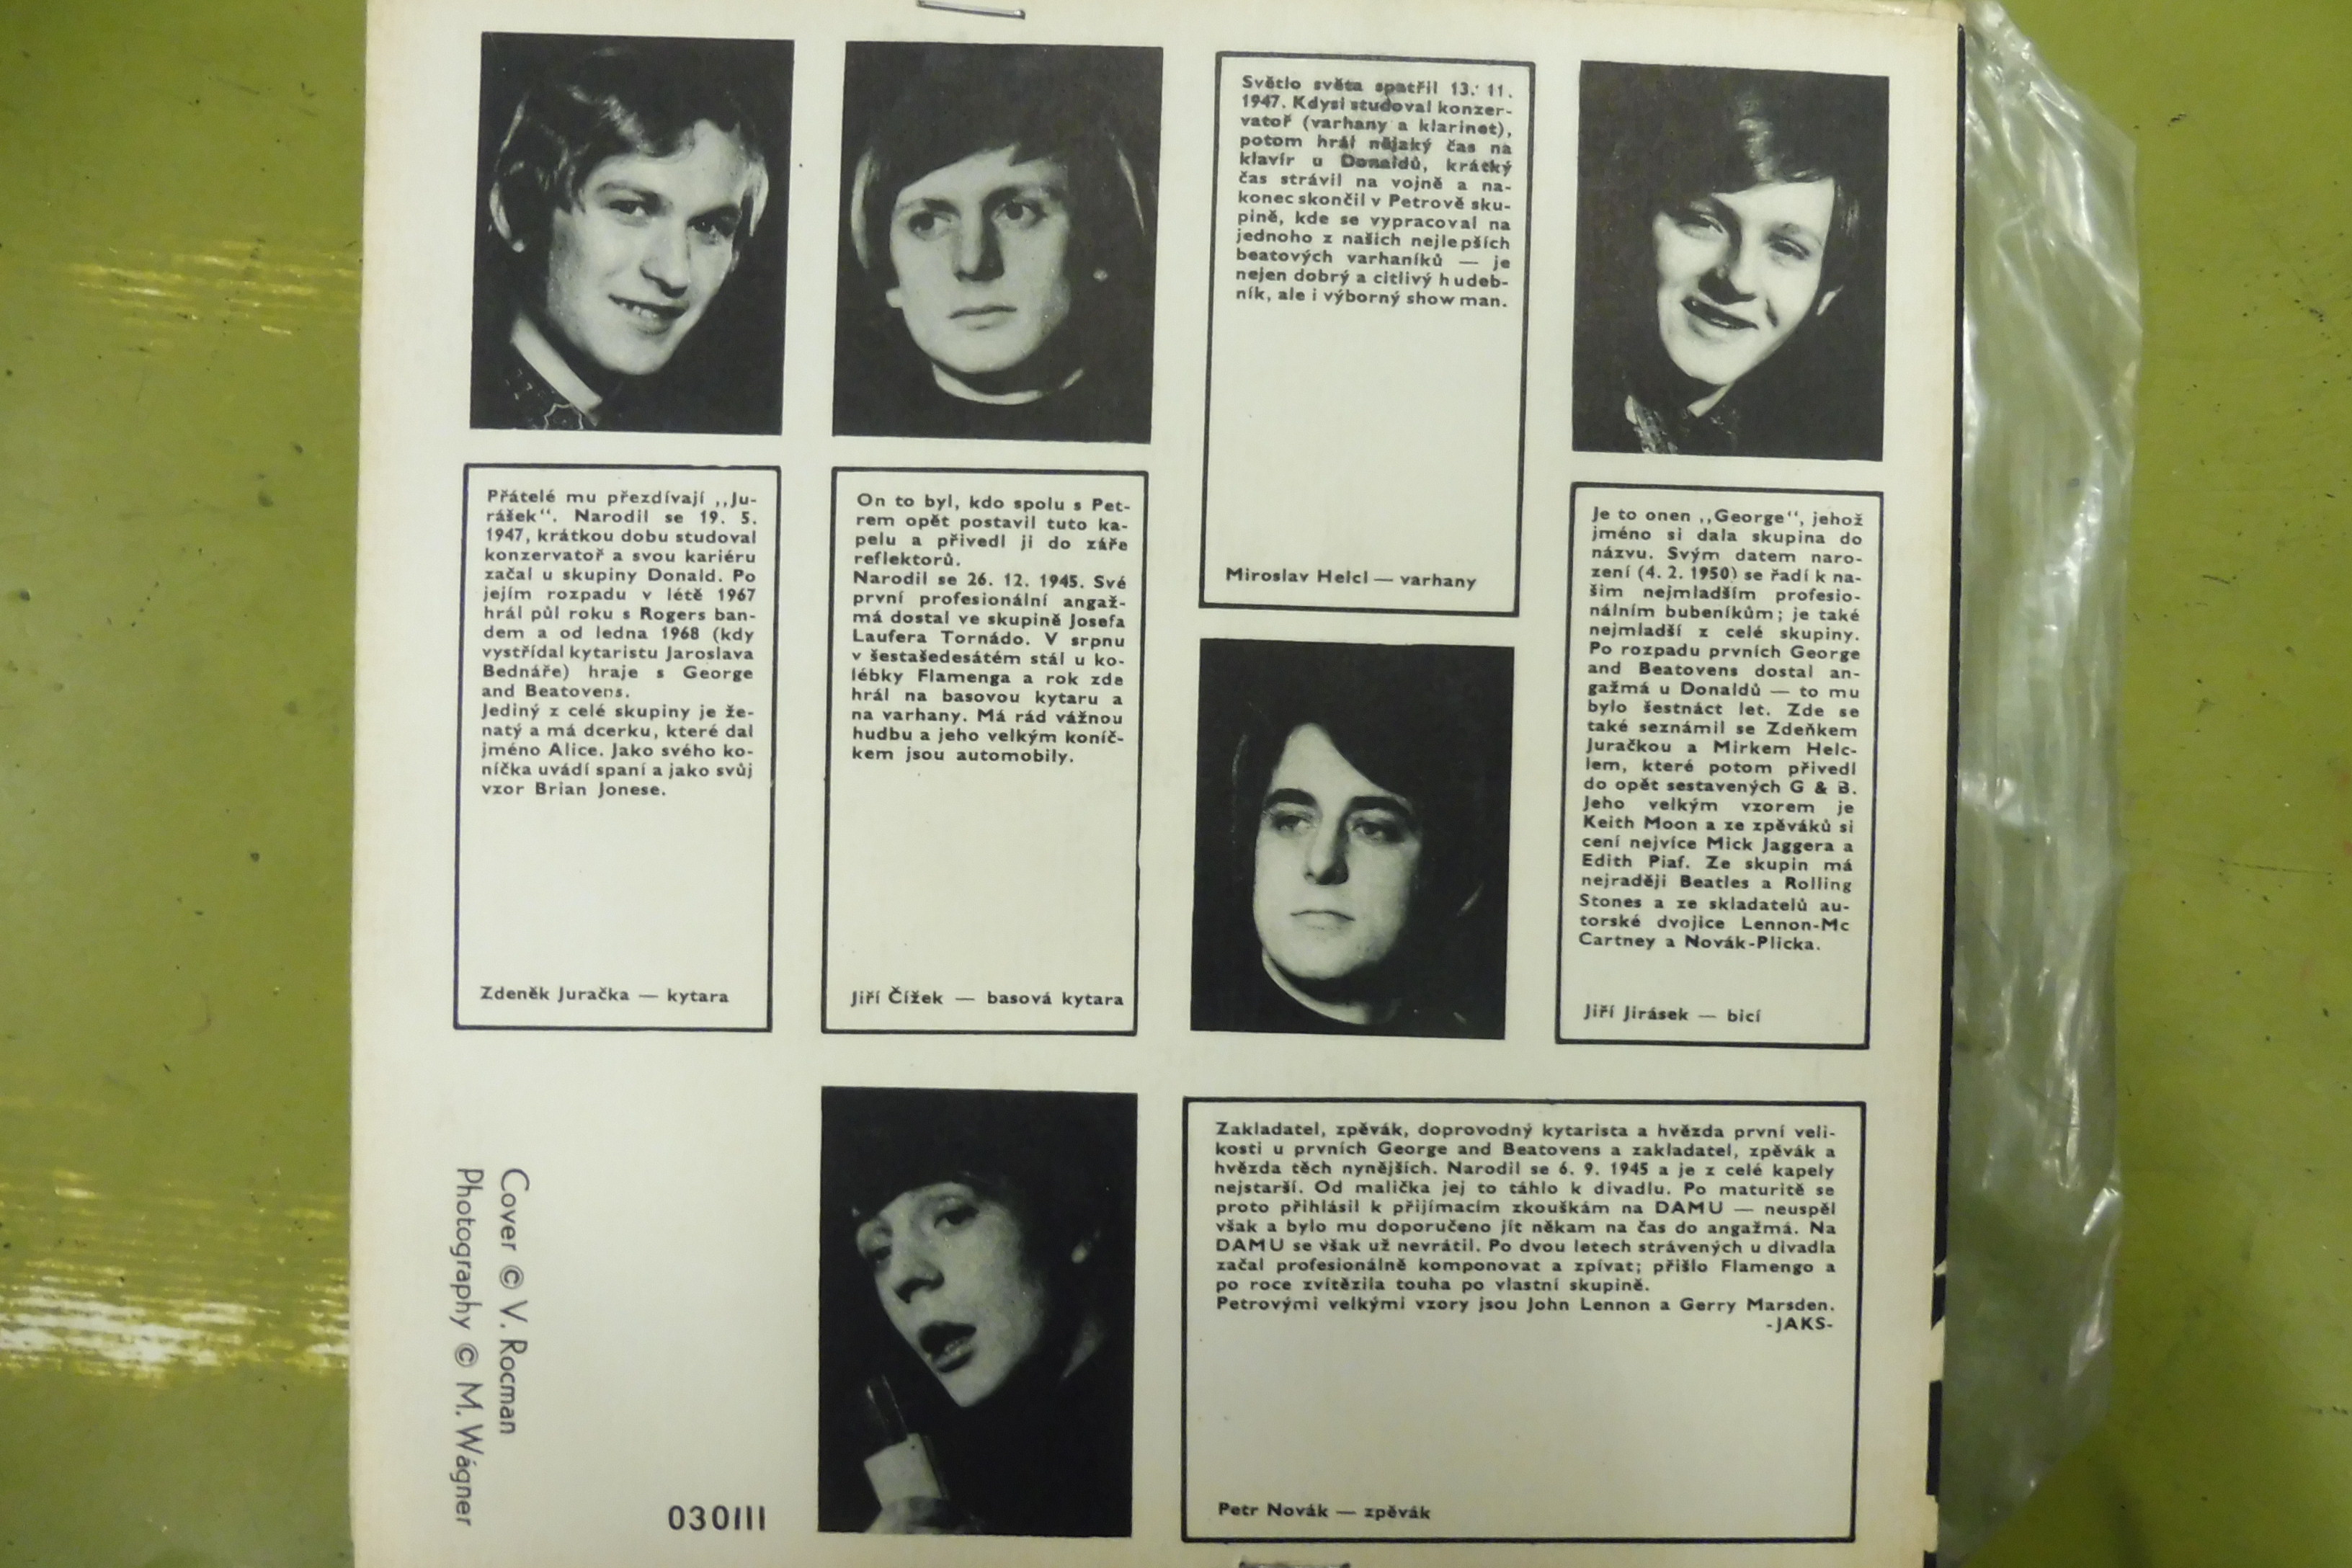 Přátelé mu přezdívají ,,Ju-
rášek“. Narodil se 19. 5.
1947, krátkou dobu studoval
konzervatoř a svou kariéru
začal u skupiny Donald. Po
jejím rozpadu v létě 1967
hrál půl roku s Rogers ban-
dem a od ledna 1968 (kdy
vystřídal kytaristu Jaroslava
Bednáře) hraje s George
and Beatovens.
Jediný z celé skupiny je že-
natý a má dcerku, které dal
jméno Alice. Jako svého ko-
níčka uvádí spaní a jako svůj
vzor Brian Jonese.
Zdeněk Juračka — kytara
On to byl, kdo spolu s Pet-
rem opět postavil tuto ka-
pelu a přivedl ji do záře
reflektorů.
Narodil se 26. 12. 1945. Své
první profesionální angaž-
má dostal ve skupině Josefa
Laufera Tornádo. V srpnu
v šestašedesátém stál u ko-
lébky Flamenga a rok zde
hrál na basovou kytaru a
na varhany. Má rád vážnou
hudbu a jeho velkým koníč-
kem jsou automobily.
Jiří Čížek — basová kytara
Světlo světa spatřil 13. 11.
1947. Kdysi studoval konzer-
vatoř (varhany a klarinet),
potom hrál nějaký čas na
klavír u Donaldů, krátký
čas strávil na vojně a na-
konec skončil v Petrově sku-
pině, kde se vypracoval na
jednoho z našich nejlepších
beatových varhaníků — je
nejen dobrý a citlivý hudeb-
ník, ale i výborný show man.
Miroslav Helcl — varhany
Je to onen ,,George“, jehož
jméno si dala skupina do
názvu. Svým datem naro-
zení (4. 2. 1950) se řadí k na-
šim nejmladším profesio-
nálním bubeníkům; je také
nejmladší z celé skupiny.
Po rozpadu prvních George
and Beatovens dostal an-
gažmá u Donaldů — to mu
bylo šestnáct let. Zde se
také seznámil se Zdeňkem
Juračkou a Mirkem Helc-
lem, které potom přivedl
do opět sestavených G & B.
Jeho velkým vzorem je
Keith Moon a ze zpěváků si
cení nejvíce Mick Jaggera a
Edith Piaf. Ze skupin má
nejraději Beatles a Rolling
Stones a ze skladatelů au-
torské dvojice Lennon-Mc
Cartney a Novák-Plicka.
Jiří Jirásek — bicí
Cover © V. Rocman
Photography © M. Wágner
030III
Zakladatel, zpěvák, doprovodný kytarista a hvězda první veli-
kosti u prvních George and Beatovens a zakladatel, zpěvák a
hvězda těch nynějších. Narodil se 6. 9. 1945 a je z celé kapely
nejstarší. Od malička jej to táhlo k divadlu. Po maturitě se
proto přihlásil k přijímacím zkouškám na DAMU — neuspěl
však a bylo mu doporučeno jít někam na čas do angažmá. Na
DAMU se však už nevrátil. Po dvou letech strávených u divadla
začal profesionálně komponovat a zpívat; přišlo Flamengo a
po roce zvítězila touha po vlastní skupině.
Petrovými velkými vzory jsou John Lennon a Gerry Marsden.
-JAKS-
Petr Novák — zpěvák